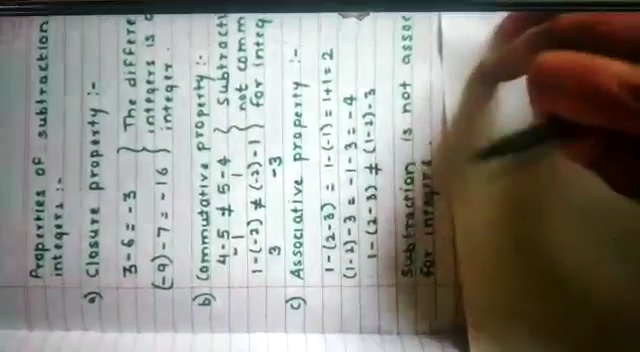 Properties of subtraction
integers :-
a) Closure property :-
3-6 = -3 } The differe
integers is
(-9)-7 = -16 } integer.
b) Commutative property :-
4-5 ≠ 5-4 } Subtracti
-1 1 not comm
1-(-2) ≠ (-2)-1 } for integ
3 -3
c) Associative property :-
1-(2-3) = 1-(-1) = 1+1 = 2
(1-2)-3 = -1-3 = -4
1-(2-3) ≠ (1-2)-3
Subtraction is not assoc
for integers.